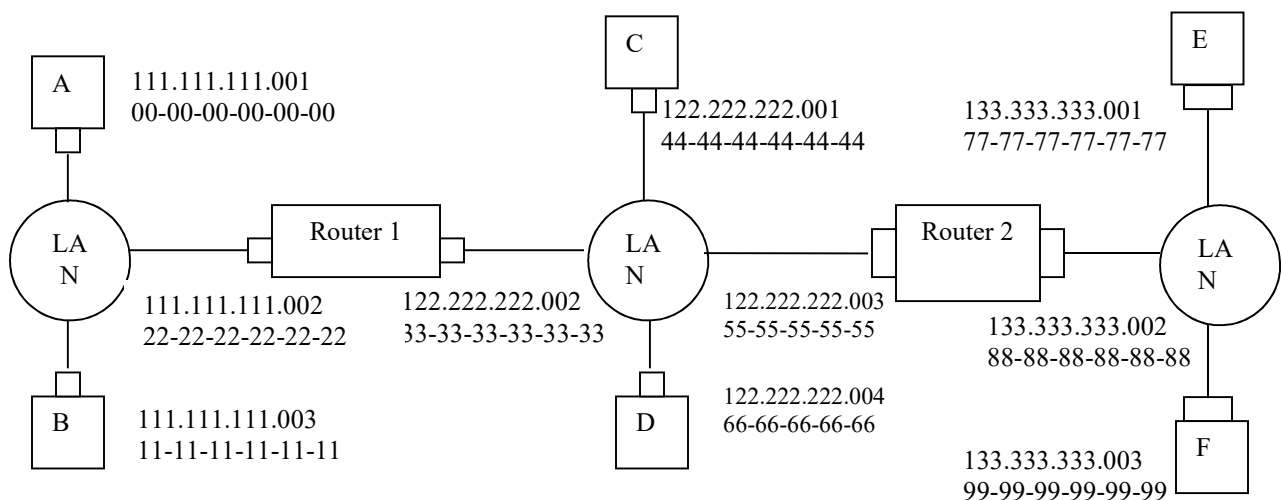 A
111.111.111.001
00-00-00-00-00-00
C
122.222.222.001
44-44-44-44-44-44
E
133.333.333.001
77-77-77-77-77-77
LA
N
Router 1
LA
N
Router 2
LA
N
111.111.111.002
22-22-22-22-22-22
122.222.222.002
33-33-33-33-33-33
122.222.222.003
55-55-55-55-55
133.333.333.002
88-88-88-88-88-88
B
111.111.111.003
11-11-11-11-11-11
D
122.222.222.004
66-66-66-66-66
F
133.333.333.003
99-99-99-99-99-99